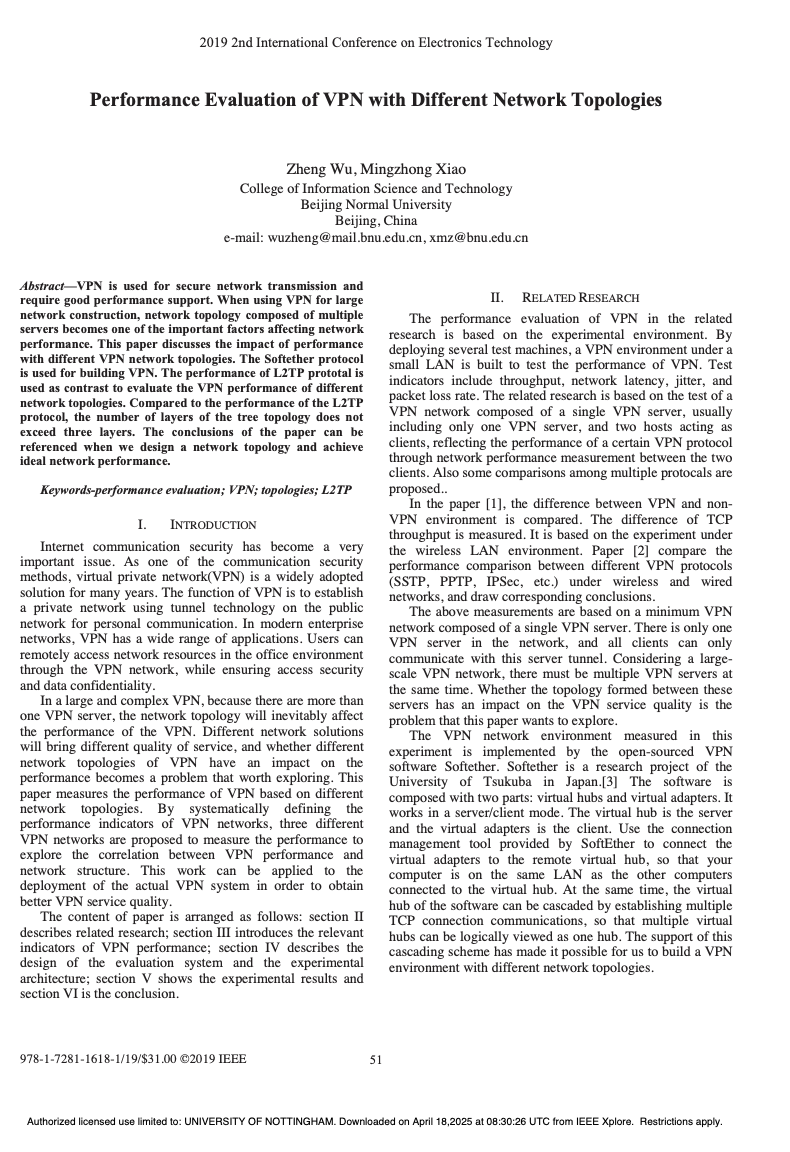 2019 2nd International Conference on Electronics Technology
Performance Evaluation of VPN with Different Network Topologies
Zheng Wu, Mingzhong Xiao
College of Information Science and Technology
Beijing Normal University
Beijing, China
e-mail: wuzheng@mail.bnu.edu.cn, xmz@bnu.edu.cn
Abstract—VPN is used for secure network transmission and
require good performance support. When using VPN for large
network construction, network topology composed of multiple
servers becomes one of the important factors affecting network
performance. This paper discusses the impact of performance
with different VPN network topologies. The Softether protocol
is used for building VPN. The performance of L2TP prototal is
used as contrast to evaluate the VPN performance of different
network topologies. Compared to the performance of the L2TP
protocol, the number of layers of the tree topology does not
exceed three layers. The conclusions of the paper can be
referenced when we design a network topology and achieve
ideal network performance.
Keywords-performance evaluation; VPN; topologies; L2TP
I. INTRODUCTION
Internet communication security has become a very
important issue. As one of the communication security
methods, virtual private network(VPN) is a widely adopted
solution for many years. The function of VPN is to establish
a private network using tunnel technology on the public
network for personal communication. In modern enterprise
networks, VPN has a wide range of applications. Users can
remotely access network resources in the office environment
through the VPN network, while ensuring access security
and data confidentiality.
In a large and complex VPN, because there are more than
one VPN server, the network topology will inevitably affect
the performance of the VPN. Different network solutions
will bring different quality of service, and whether different
network topologies of VPN have an impact on the
performance becomes a problem that worth exploring. This
paper measures the performance of VPN based on different
network topologies. By systematically defining the
performance indicators of VPN networks, three different
VPN networks are proposed to measure the performance to
explore the correlation between VPN performance and
network structure. This work can be applied to the
deployment of the actual VPN system in order to obtain
better VPN service quality.
The content of paper is arranged as follows: section II
describes related research; section III introduces the relevant
indicators of VPN performance; section IV describes the
design of the evaluation system and the experimental
architecture; section V shows the experimental results and
section VI is the conclusion.
II. RELATED RESEARCH
The performance evaluation of VPN in the related
research is based on the experimental environment. By
deploying several test machines, a VPN environment under a
small LAN is built to test the performance of VPN. Test
indicators include throughput, network latency, jitter, and
packet loss rate. The related research is based on the test of a
VPN network composed of a single VPN server, usually
including only one VPN server, and two hosts acting as
clients, reflecting the performance of a certain VPN protocol
through network performance measurement between the two
clients. Also some comparisons among multiple protocals are
proposed..
In the paper [1], the difference between VPN and non-
VPN environment is compared. The difference of TCP
throughput is measured. It is based on the experiment under
the wireless LAN environment. Paper [2] compare the
performance comparison between different VPN protocols
(SSTP, PPTP, IPSec, etc.) under wireless and wired
networks, and draw corresponding conclusions.
The above measurements are based on a minimum VPN
network composed of a single VPN server. There is only one
VPN server in the network, and all clients can only
communicate with this server tunnel. Considering a large-
scale VPN network, there must be multiple VPN servers at
the same time. Whether the topology formed between these
servers has an impact on the VPN service quality is the
problem that this paper wants to explore.
The VPN network environment measured in this
experiment is implemented by the open-sourced VPN
software Softether. Softether is a research project of the
University of Tsukuba in Japan.[3] The software is
composed with two parts: virtual hubs and virtual adapters. It
works in a server/client mode. The virtual hub is the server
and the virtual adapters is the client. Use the connection
management tool provided by SoftEther to connect the
virtual adapters to the remote virtual hub, so that your
computer is on the same LAN as the other computers
connected to the virtual hub. At the same time, the virtual
hub of the software can be cascaded by establishing multiple
TCP connection communications, so that multiple virtual
hubs can be logically viewed as one hub. The support of this
cascading scheme has made it possible for us to build a VPN
environment with different network topologies.
978-1-7281-1618-1/19/$31.00 ©2019 IEEE
51
Authorized licensed use limited to: UNIVERSITY OF NOTTINGHAM. Downloaded on April 18,2025 at 08:30:26 UTC from IEEE Xplore. Restrictions apply.